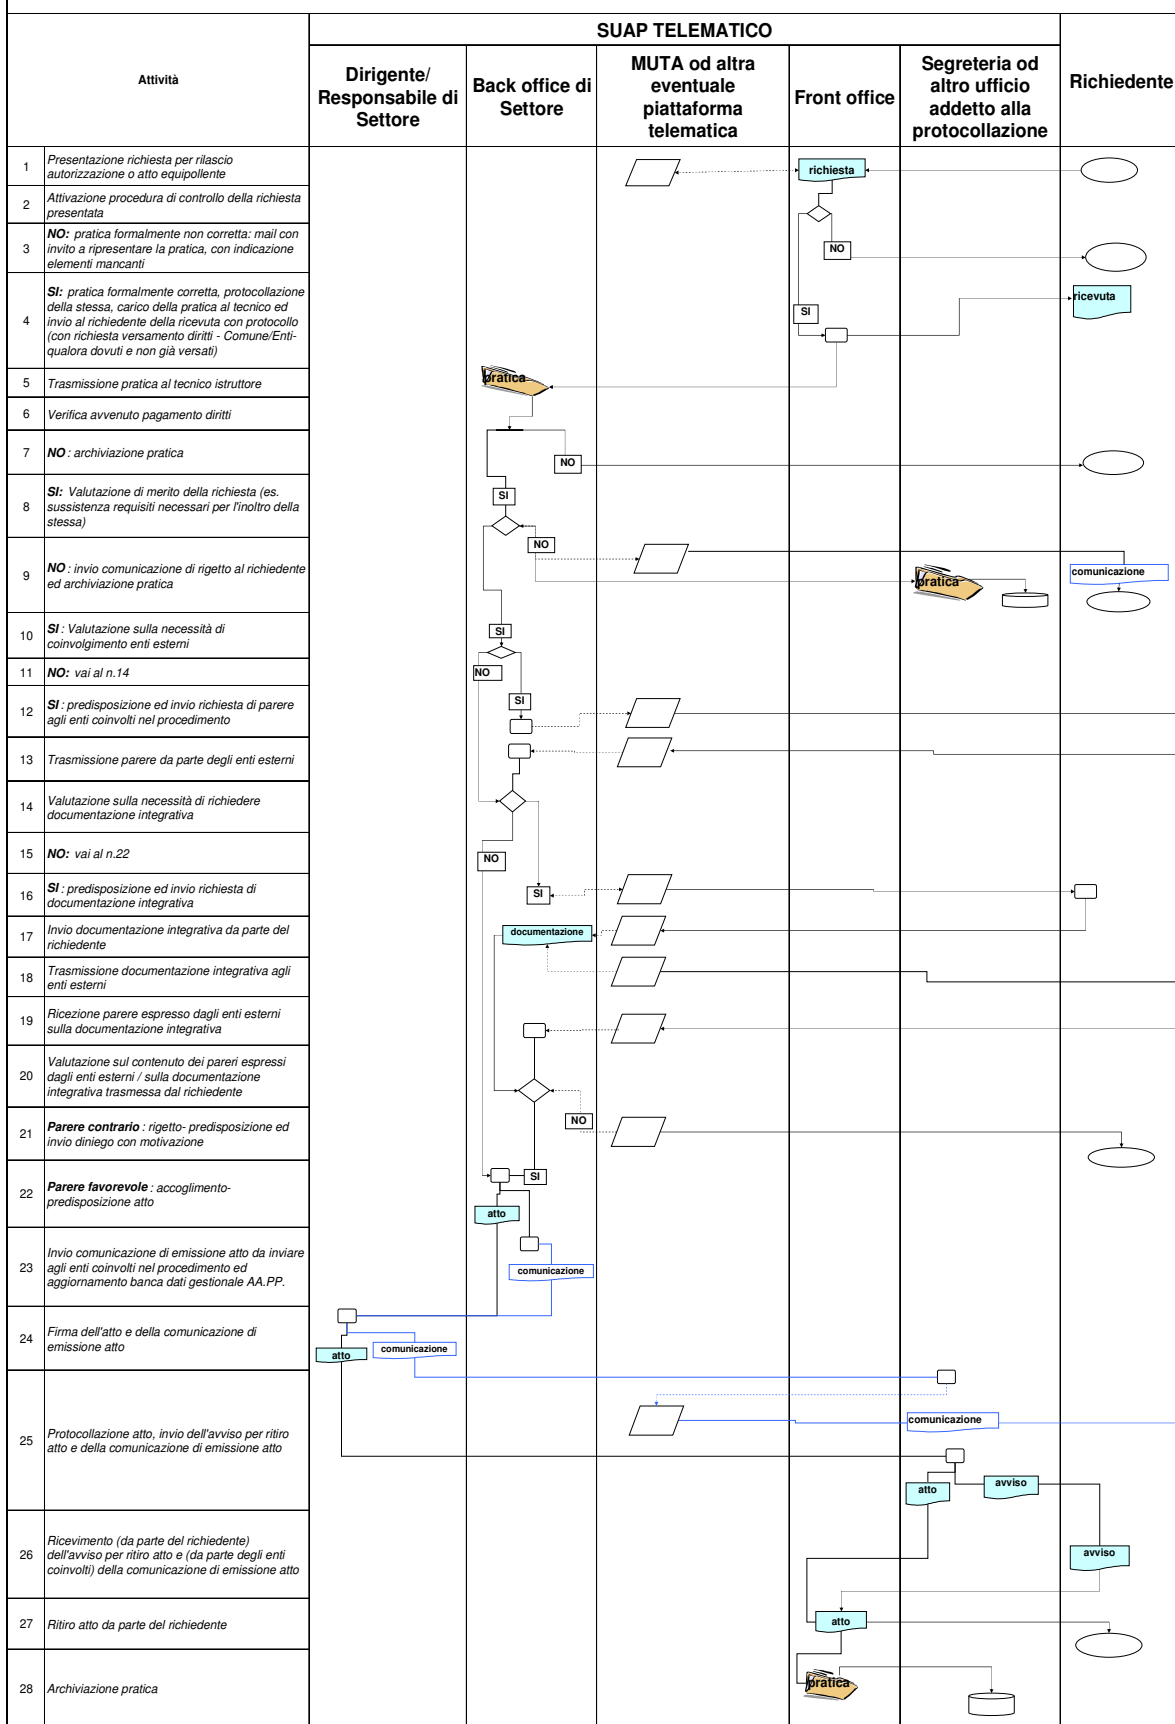 SUAP TELEMATICO
Attività
Dirigente/
Responsabile di
Settore
Back office di
Settore
MUTA od altra
eventuale
piattaforma
telematica
Front office
Segreteria od
altro ufficio
addetto alla
protocollazione
Richiedente
1
Presentazione richiesta per rilascio
autorizzazione o atto equipollente
richiesta
2
Attivazione procedura di controllo della richiesta
presentata
3
NO: pratica formalmente non corretta: mail con
invito a ripresentare la pratica, con indicazione
elementi mancanti
NO
4
SI: pratica formalmente corretta, protocollazione
della stessa, carico della pratica al tecnico ed
invio al richiedente della ricevuta con protocollo
(con richiesta versamento diritti - Comune/Enti-
qualora dovuti e non già versati)
SI
ricevuta
5
Trasmissione pratica al tecnico istruttore
pratica
6
Verifica avvenuto pagamento diritti
7
NO : archiviazione pratica
NO
8
SI: Valutazione di merito della richiesta (es.
sussistenza requisiti necessari per l'inoltro della
stessa)
SI
9
NO : invio comunicazione di rigetto al richiedente
ed archiviazione pratica
NO
pratica
comunicazione
10
SI : Valutazione sulla necessità di
coinvolgimento enti esterni
SI
11
NO: vai al n.14
NO
12
SI : predisposizione ed invio richiesta di parere
agli enti coinvolti nel procedimento
SI
13
Trasmissione parere da parte degli enti esterni
14
Valutazione sulla necessità di richiedere
documentazione integrativa
15
NO: vai al n.22
NO
16
SI : predisposizione ed invio richiesta di
documentazione integrativa
SI
17
Invio documentazione integrativa da parte del
richiedente
documentazione
18
Trasmissione documentazione integrativa agli
enti esterni
19
Ricezione parere espresso dagli enti esterni
sulla documentazione integrativa
20
Valutazione sul contenuto dei pareri espressi
dagli enti esterni / sulla documentazione
integrativa trasmessa dal richiedente
21
Parere contrario : rigetto- predisposizione ed
invio diniego con motivazione
NO
22
Parere favorevole : accoglimento-
predisposizione atto
SI
atto
23
Invio comunicazione di emissione atto da inviare
agli enti coinvolti nel procedimento ed
aggiornamento banca dati gestionale AA.PP.
comunicazione
24
Firma dell'atto e della comunicazione di
emissione atto
atto
comunicazione
25
Protocollazione atto, invio dell'avviso per ritiro
atto e della comunicazione di emissione atto
comunicazione
atto
avviso
26
Ricevimento (da parte del richiedente)
dell'avviso per ritiro atto e (da parte degli enti
coinvolti) della comunicazione di emissione atto
avviso
27
Ritiro atto da parte del richiedente
atto
28
Archiviazione pratica
pratica